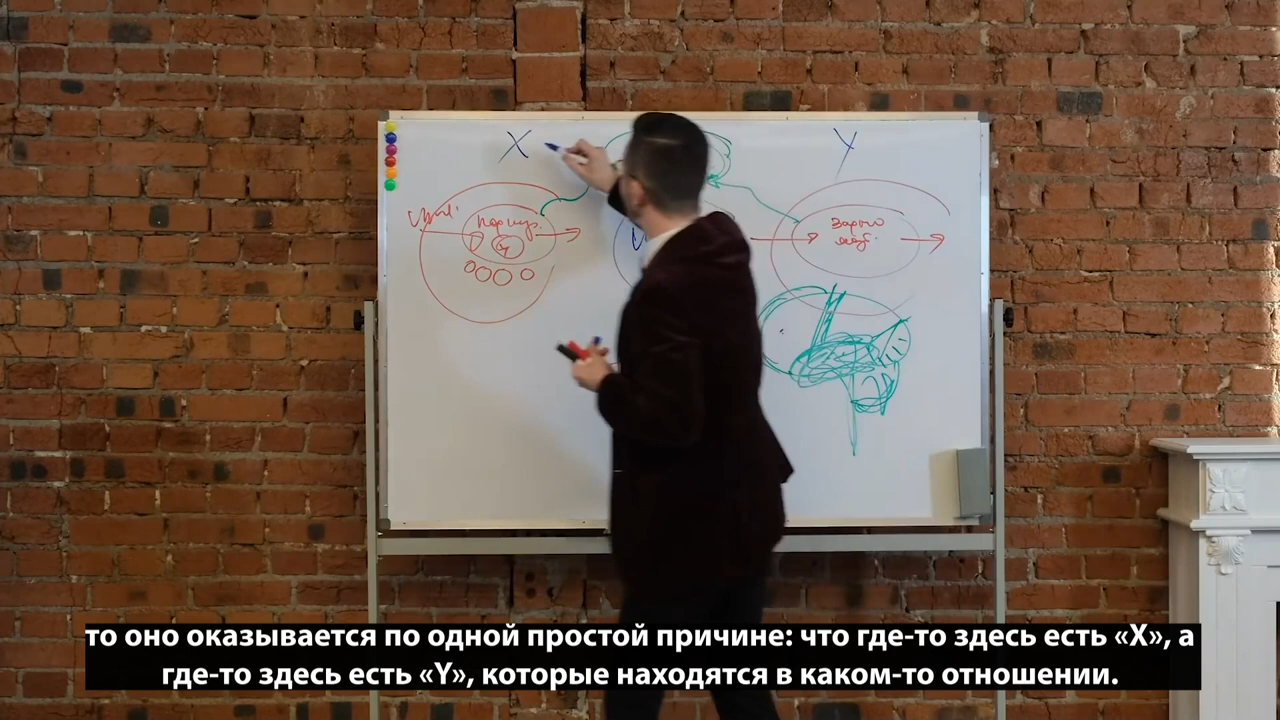 X
Y
то оно оказывается по одной простой причине: что где-то здесь есть «X», а
где-то здесь есть «Y», которые находятся в каком-то отношении.